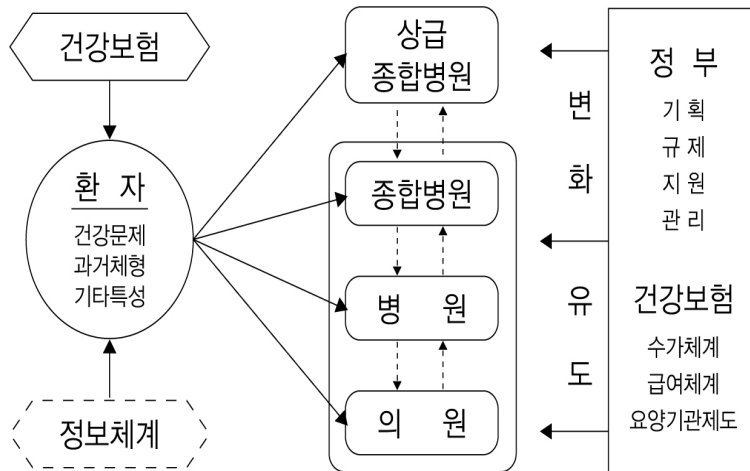 건강보험
환 자
건강문제
과거체형
기타특성
정보체계
상급
종합병원
종합병원
병 원
의 원
변
화
유
도
정 부
기 획
규 제
지 원
관 리
건강보험
수가체계
급여체계
요양기관제도